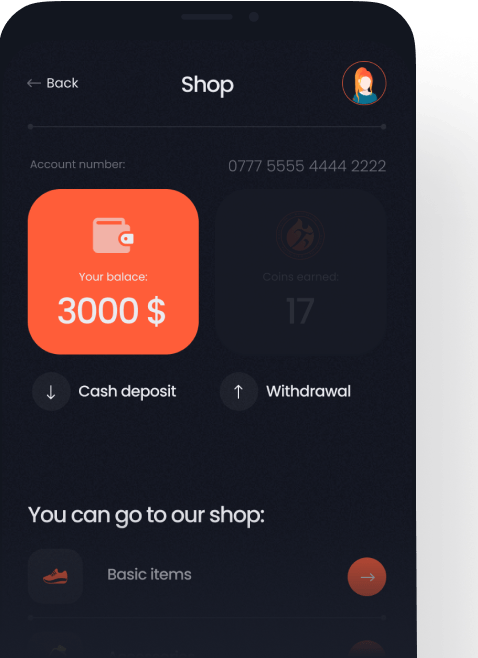 ← Back
Shop
Account number:
0777 5555 4444 2222
Your balace:
3000 $
Coins earned:
17
↓ Cash deposit
↑ Withdrawal
You can go to our shop:
Basic items
→